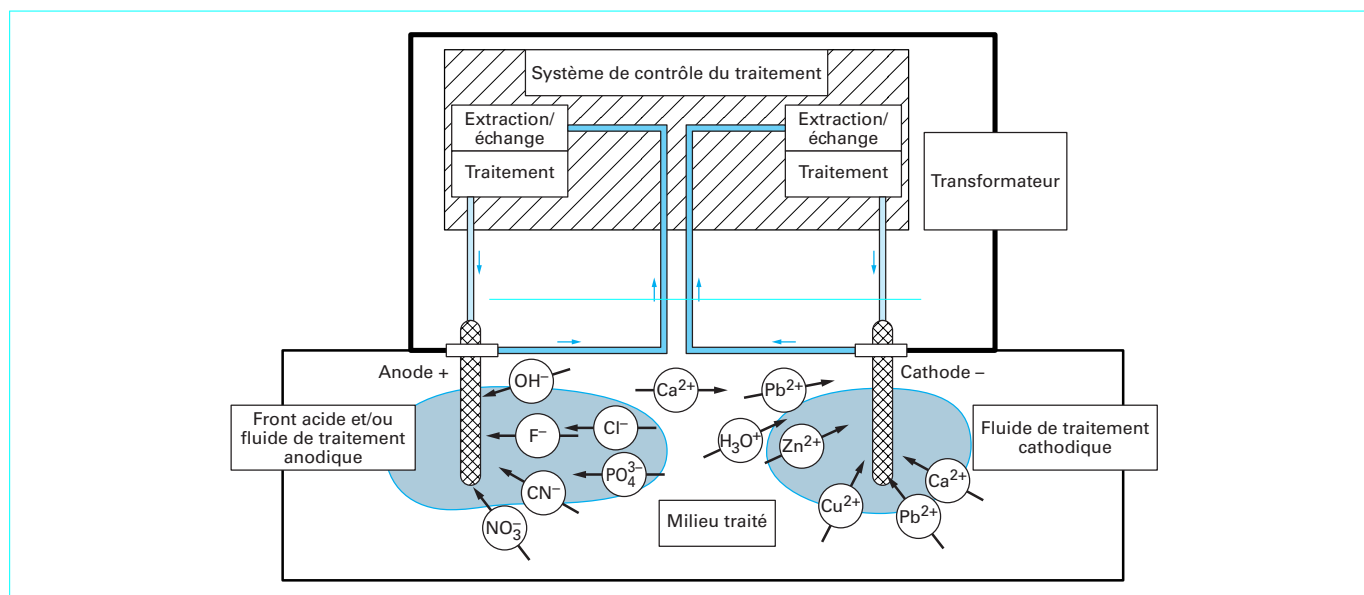 Système de contrôle du traitement
Extraction/
échange
Traitement
Extraction/
échange
Traitement
Transformateur
Anode +
Cathode –
Front acide et/ou
fluide de traitement
anodique
OH⁻
F⁻
Cl⁻
CN⁻
PO₄³⁻
NO₃⁻
Ca²⁺
Pb²⁺
H₃O⁺
Zn²⁺
Cu²⁺
Pb²⁺
Ca²⁺
Milieu traité
Fluide de traitement
cathodique